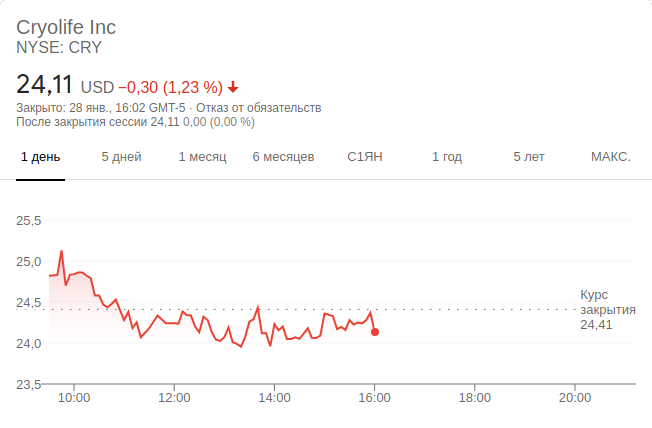 Cryolife Inc
NYSE: CRY
24,11 USD −0,30 (1,23 %)
Закрыто: 28 янв., 16:02 GMT-5 · Отказ от обязательств
После закрытия сессии 24,11 0,00 (0,00 %)
1 день 5 дней 1 месяц 6 месяцев С1ЯН 1 год 5 лет МАКС.
25,5
25,0
24,5
24,0
23,5
Курс
закрытия
24,41
10:00 12:00 14:00 16:00 18:00 20:00